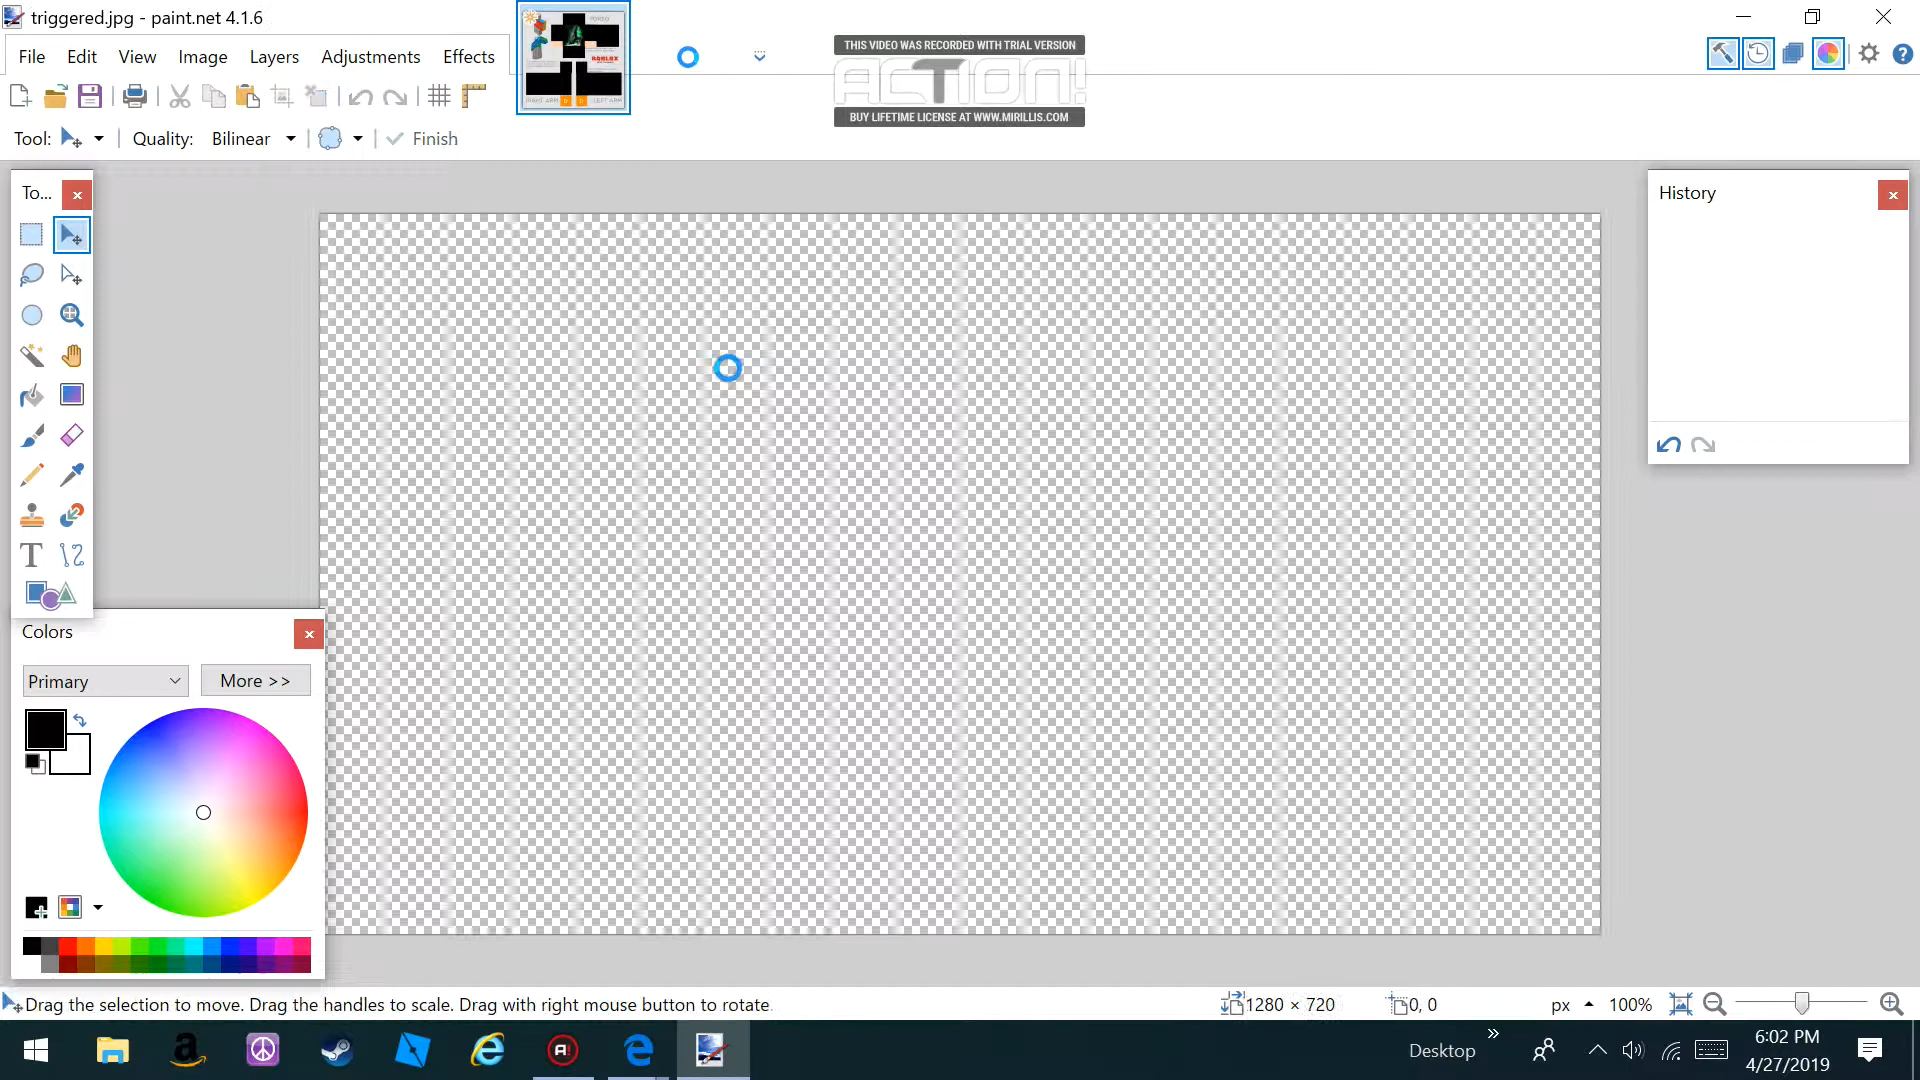 triggered.jpg - paint.net 4.1.6
THIS VIDEO WAS RECORDED WITH TRIAL VERSION
ACTION!
BUY LIFETIME LICENSE AT WWW.MIRILLIS.COM
File Edit View Image Layers Adjustments Effects
ROBLOX
Tool: Quality: Bilinear Finish
To...
History
Colors
Primary
More >>
Drag the selection to move. Drag the handles to scale. Drag with right mouse button to rotate.
1280 × 720
0, 0
px
100%
Desktop
6:02 PM
4/27/2019